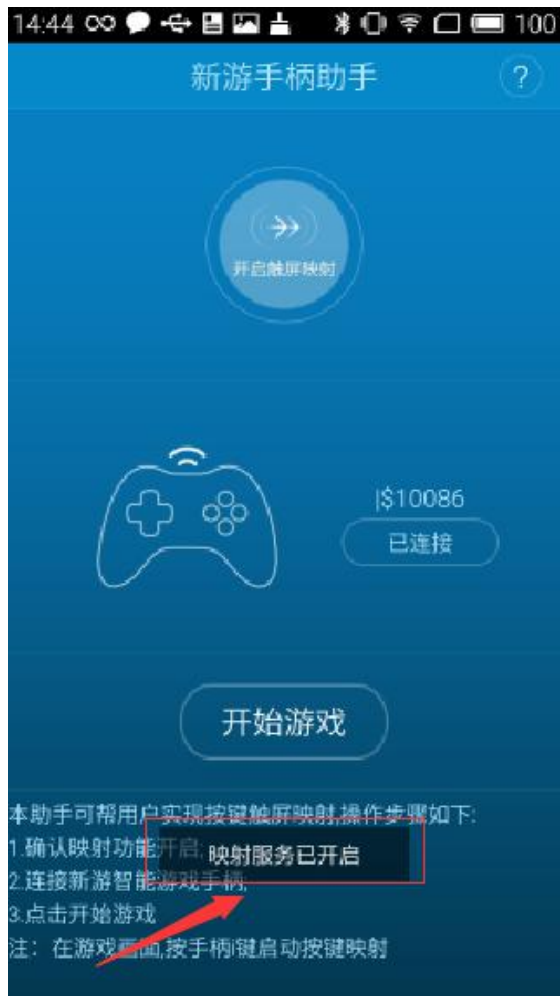 14:44
100
新游手柄助手
?
开启触屏映射
|$10086
已连接
开始游戏
本助手可帮用户实现按键触屏映射,操作步骤如下:
1.确认映射功能开启;
映射服务已开启
2.连接新游智能游戏手柄;
3.点击开始游戏
注：在游戏画面,按手柄i键启动按键映射